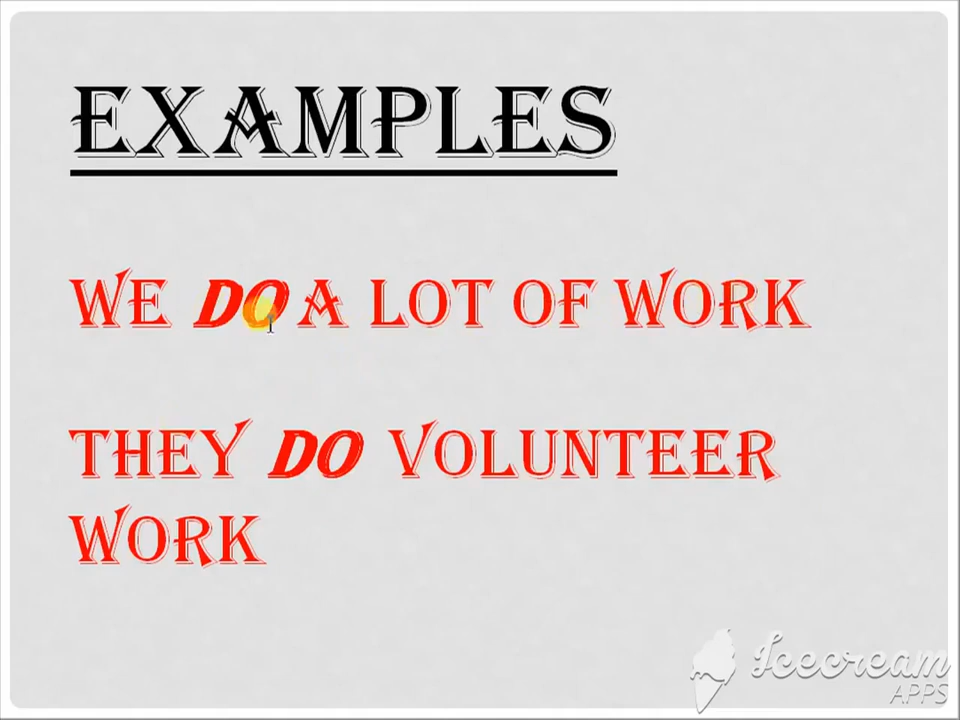 EXAMPLES
WE DO A LOT OF WORK
THEY DO VOLUNTEER
WORK
Icecream
APPS